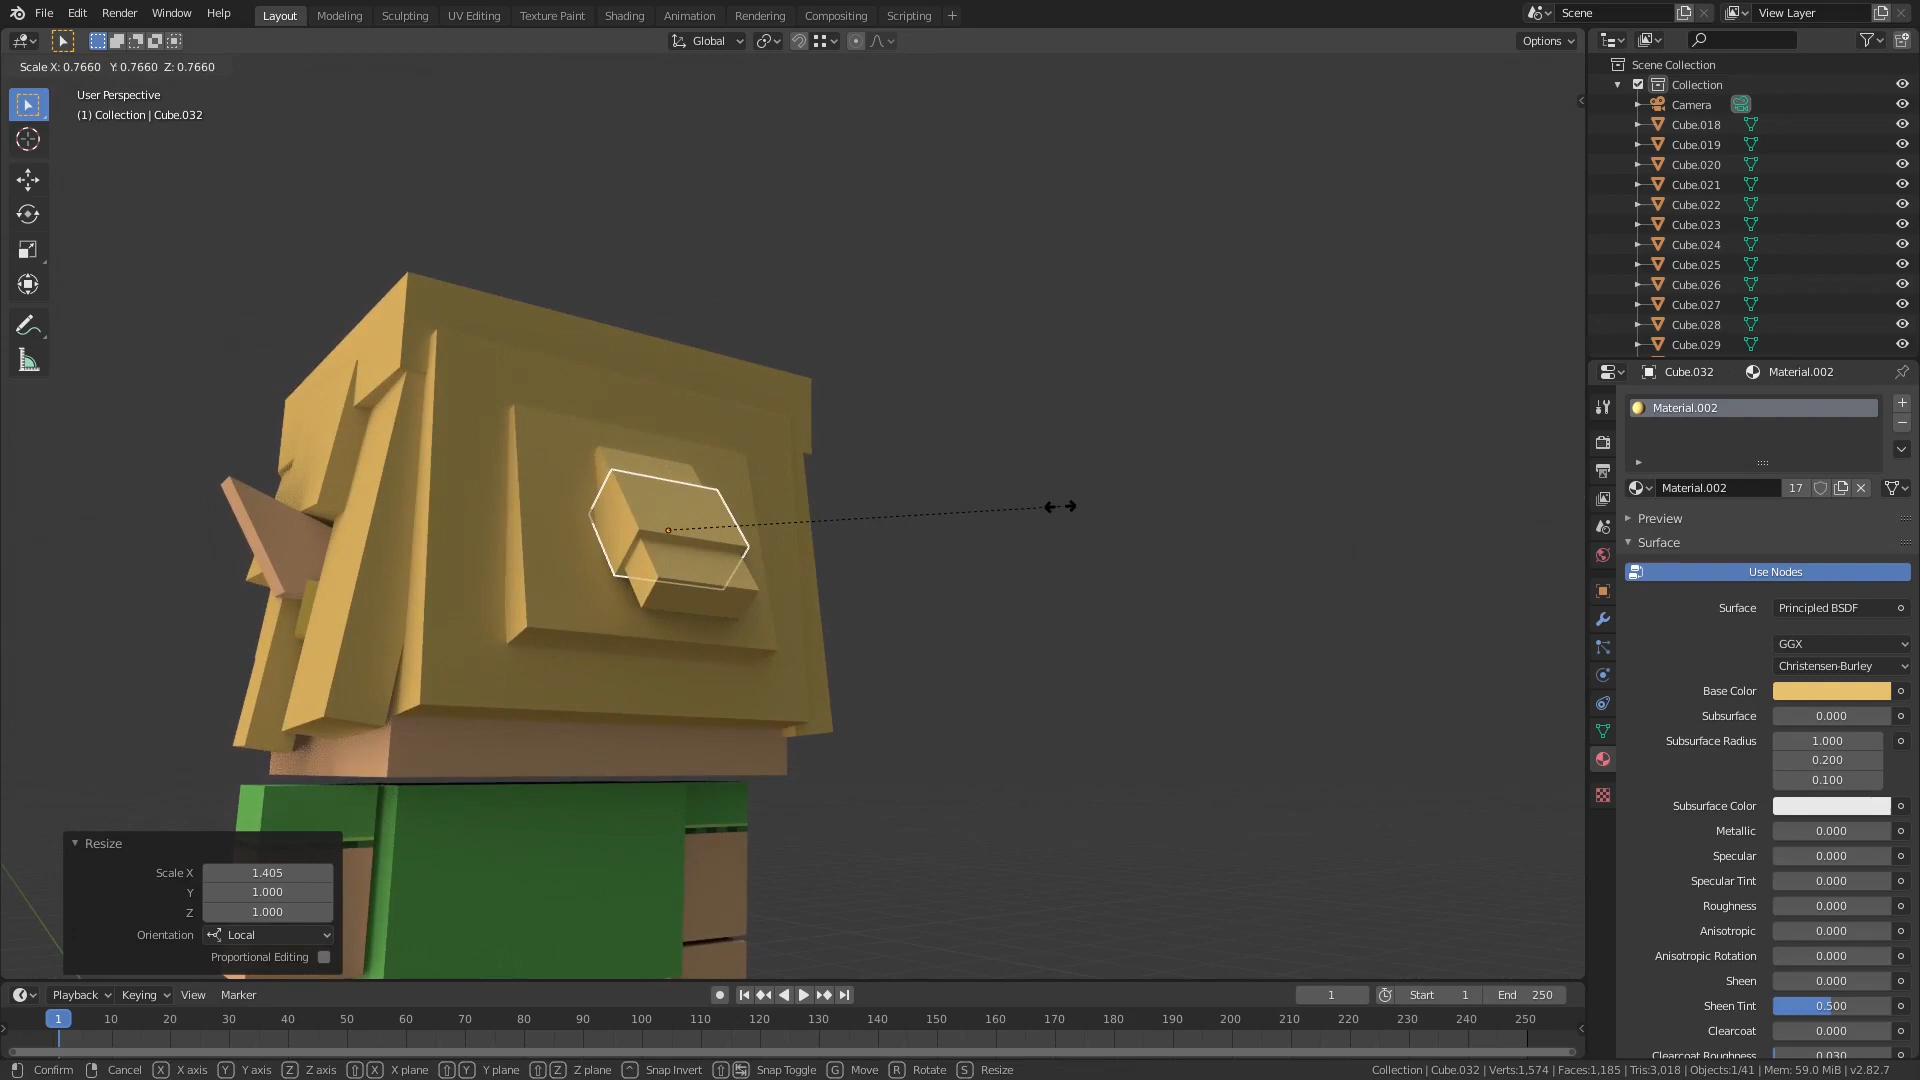 File Edit Render Window Help
Layout Modeling Sculpting UV Editing Texture Paint Shading Animation Rendering Compositing Scripting +
Scene
View Layer
Global
Options
Scale X: 0.7660 Y: 0.7660 Z: 0.7660
User Perspective
(1) Collection | Cube.032
Scene Collection
Collection
Camera
Cube.018
Cube.019
Cube.020
Cube.021
Cube.022
Cube.023
Cube.024
Cube.025
Cube.026
Cube.027
Cube.028
Cube.029
Cube.032 Material.002
Material.002
Material.002 17
Preview
Surface
Use Nodes
Surface Principled BSDF
GGX
Christensen-Burley
Base Color
Subsurface 0.000
Subsurface Radius 1.000
0.200
0.100
Subsurface Color
Metallic 0.000
Specular 0.000
Specular Tint 0.000
Roughness 0.000
Anisotropic 0.000
Anisotropic Rotation 0.000
Sheen 0.000
Sheen Tint 0.500
Clearcoat 0.000
Clearcoat Roughness 0.030
Resize
Scale X 1.405
Y 1.000
Z 1.000
Orientation Local
Proportional Editing
Playback Keying View Marker
1 Start 1 End 250
1 10 20 30 40 50 60 70 80 90 100 110 120 130 140 150 160 170 180 190 200 210 220 230 240 250
Confirm Cancel X X axis Y Y axis Z Z axis X X plane Y Y plane Z Z plane Snap Invert Snap Toggle G Move R Rotate S Resize
Collection | Cube.032 | Verts:1,574 | Faces:1,185 | Tris:3,018 | Objects:1/41 | Mem: 59.0 MiB | v2.82.7